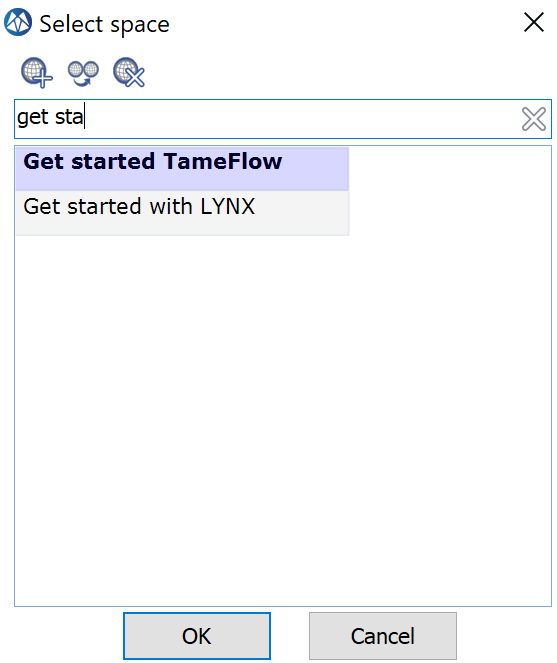 Select space
get sta
Get started TameFlow
Get started with LYNX
OK
Cancel